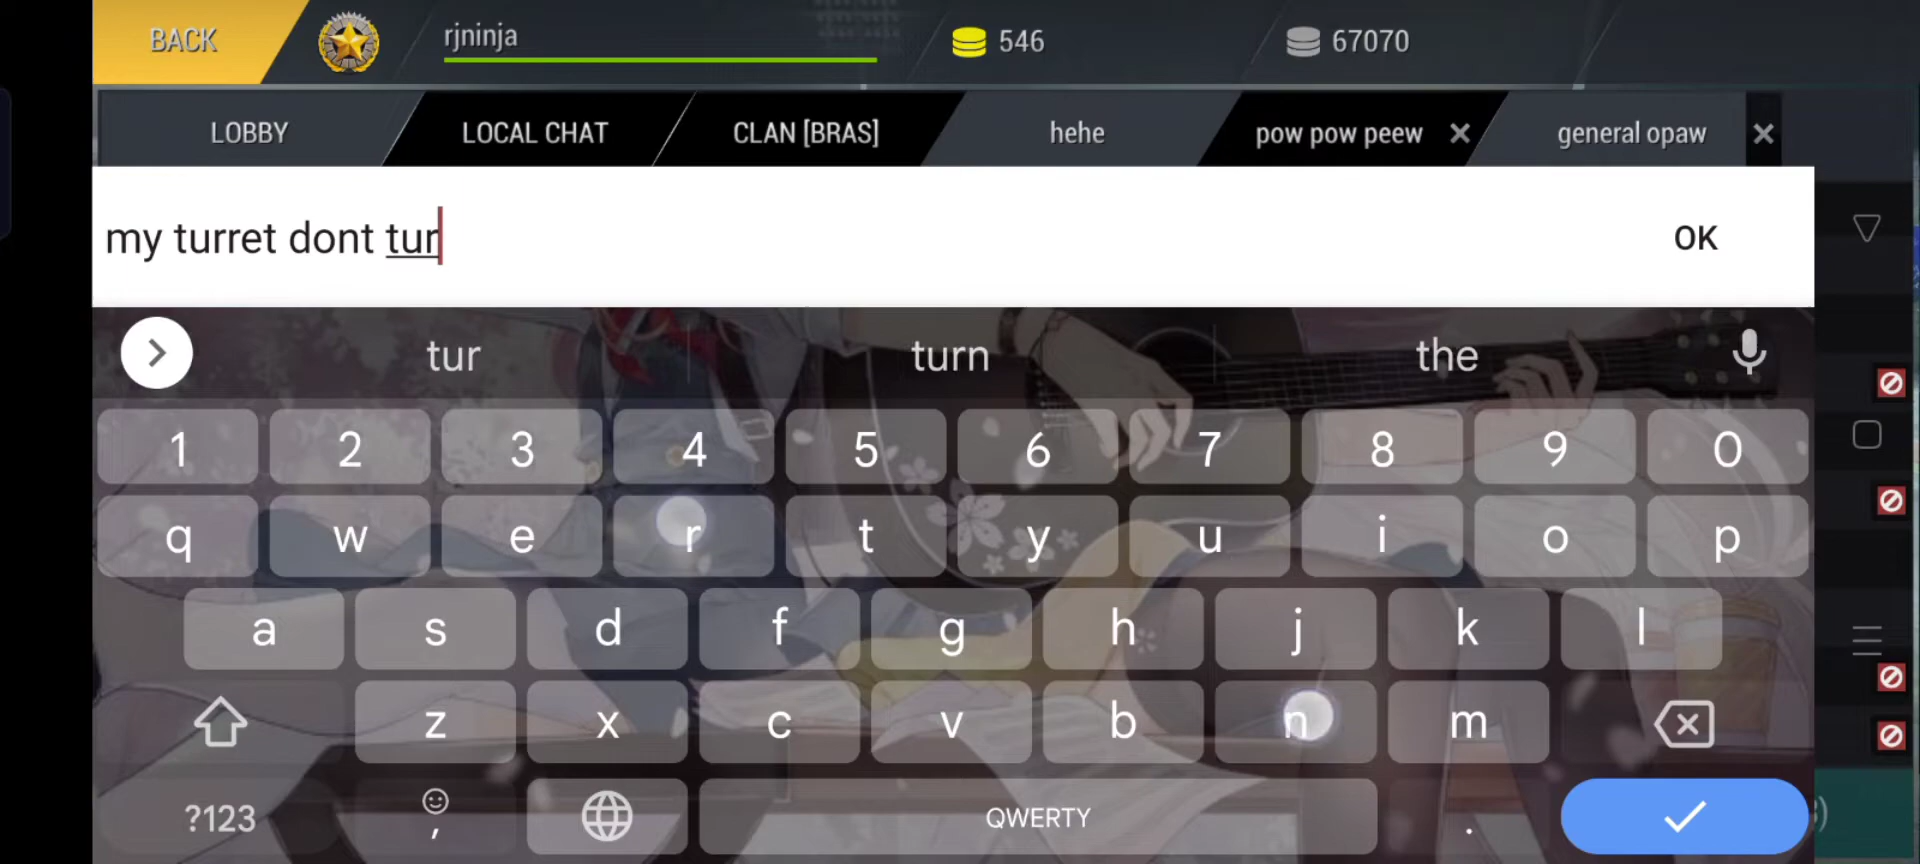 BACK
rjninja
546
67070
LOBBY
LOCAL CHAT
CLAN [BRAS]
hehe
pow pow peew
general opaw
my turret dont tur
OK
tur turn the
1 2 3 4 5 6 7 8 9 0
q w e r t y u i o p
a s d f g h j k l
z x c v b n m
?123 , QWERTY .